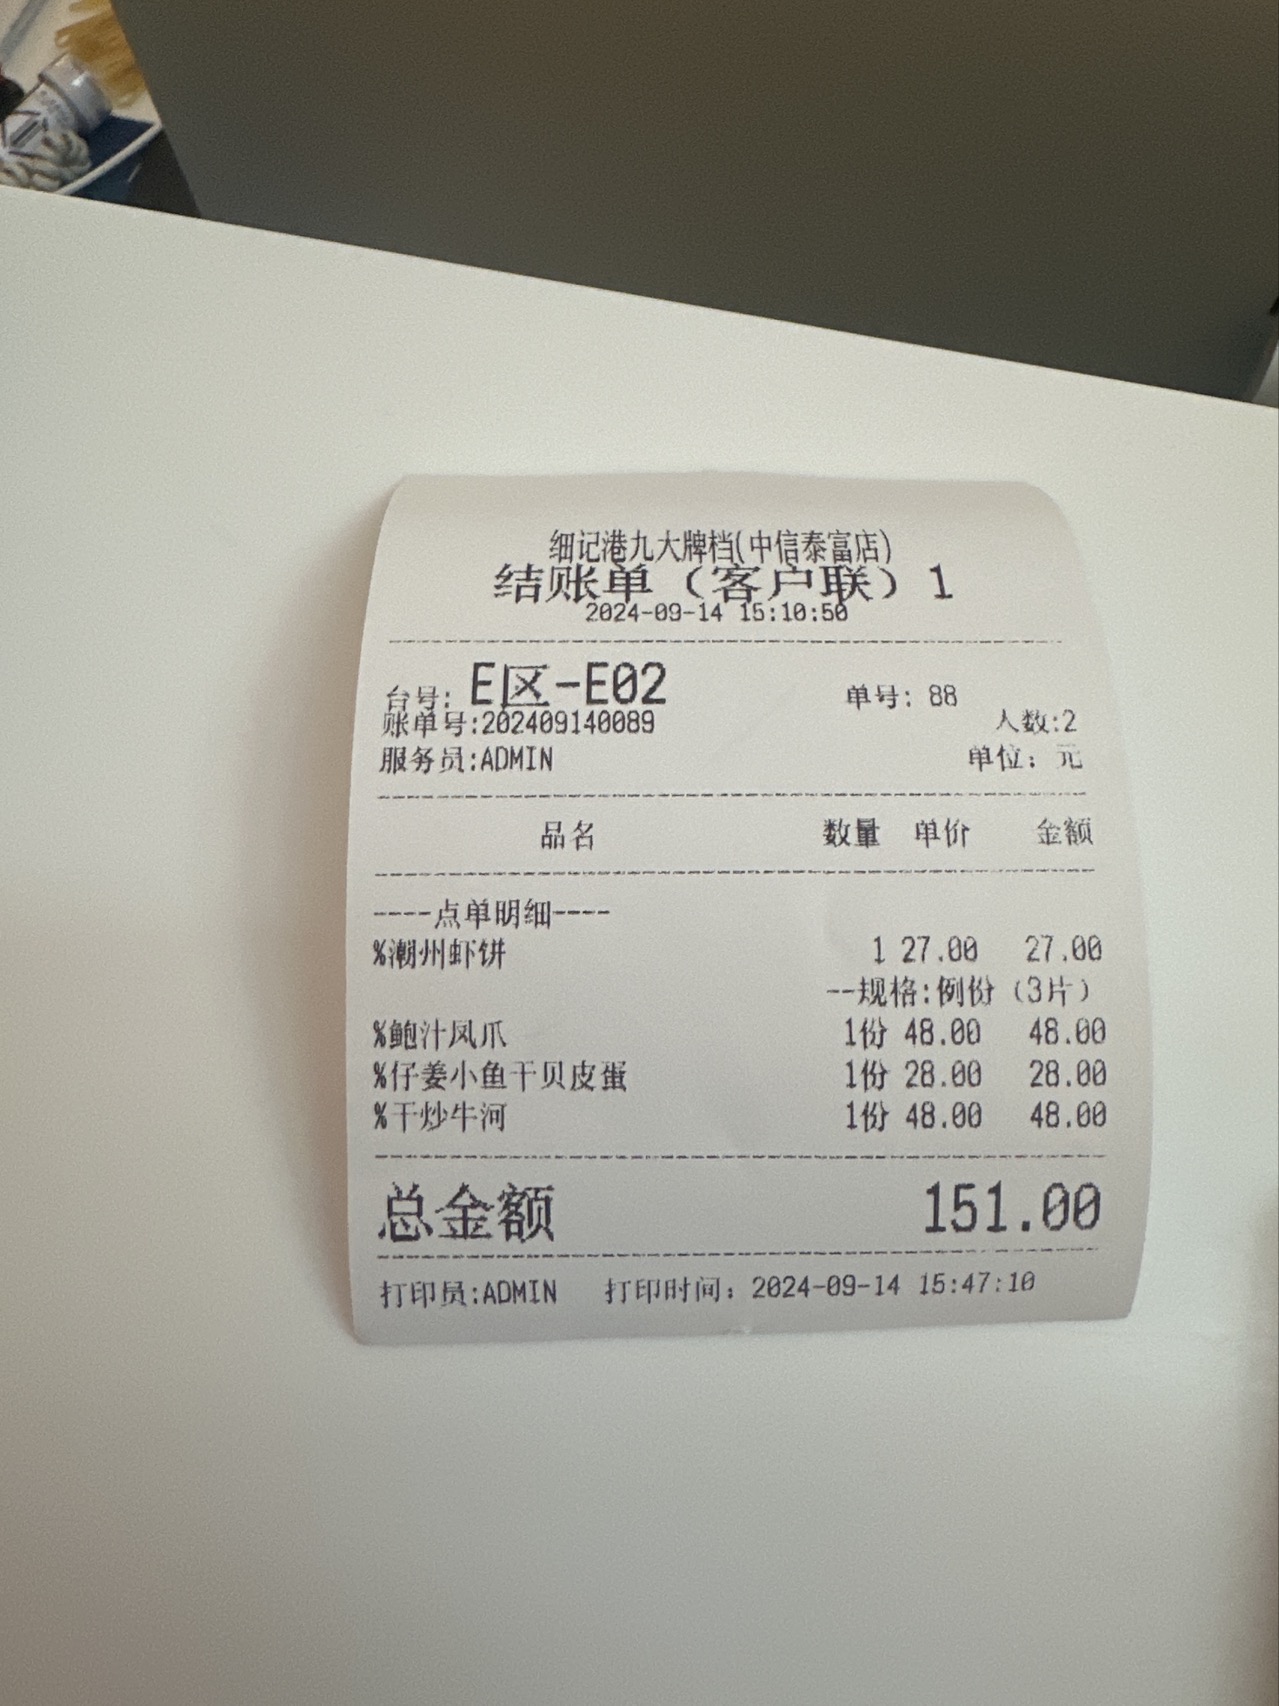 细记港九大牌档(中信泰富店)
结账单（客户联）1
2024-09-14 15:10:50
台号: E区-E02 单号: 88
账单号:202409140089 人数:2
服务员:ADMIN 单位：元
品名 数量 单价 金额
----点单明细----
%潮州虾饼 1 27.00 27.00
--规格:例份（3片）
%鲍汁凤爪 1份 48.00 48.00
%仔姜小鱼干贝皮蛋 1份 28.00 28.00
%干炒牛河 1份 48.00 48.00
总金额 151.00
打印员:ADMIN 打印时间：2024-09-14 15:47:10